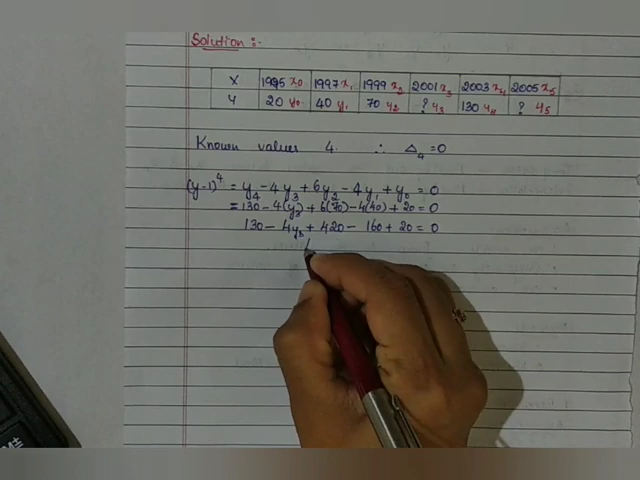 Solution :-
X 1995 x₀ 1997 x₁ 1999 x₂ 2001 x₃ 2003 x₄ 2005 x₅
Y 20 y₀ 40 y₁ 70 y₂ ? y₃ 130 y₄ ? y₅
Known values 4. ∴ Δ₄ = 0
(y-1)⁴ = y₄ - 4y₃ + 6y₂ - 4y₁ + y₀ = 0
= 130 - 4(y₃) + 6(70) - 4(40) + 20 = 0
130 - 4y₃ + 420 - 160 + 20 = 0